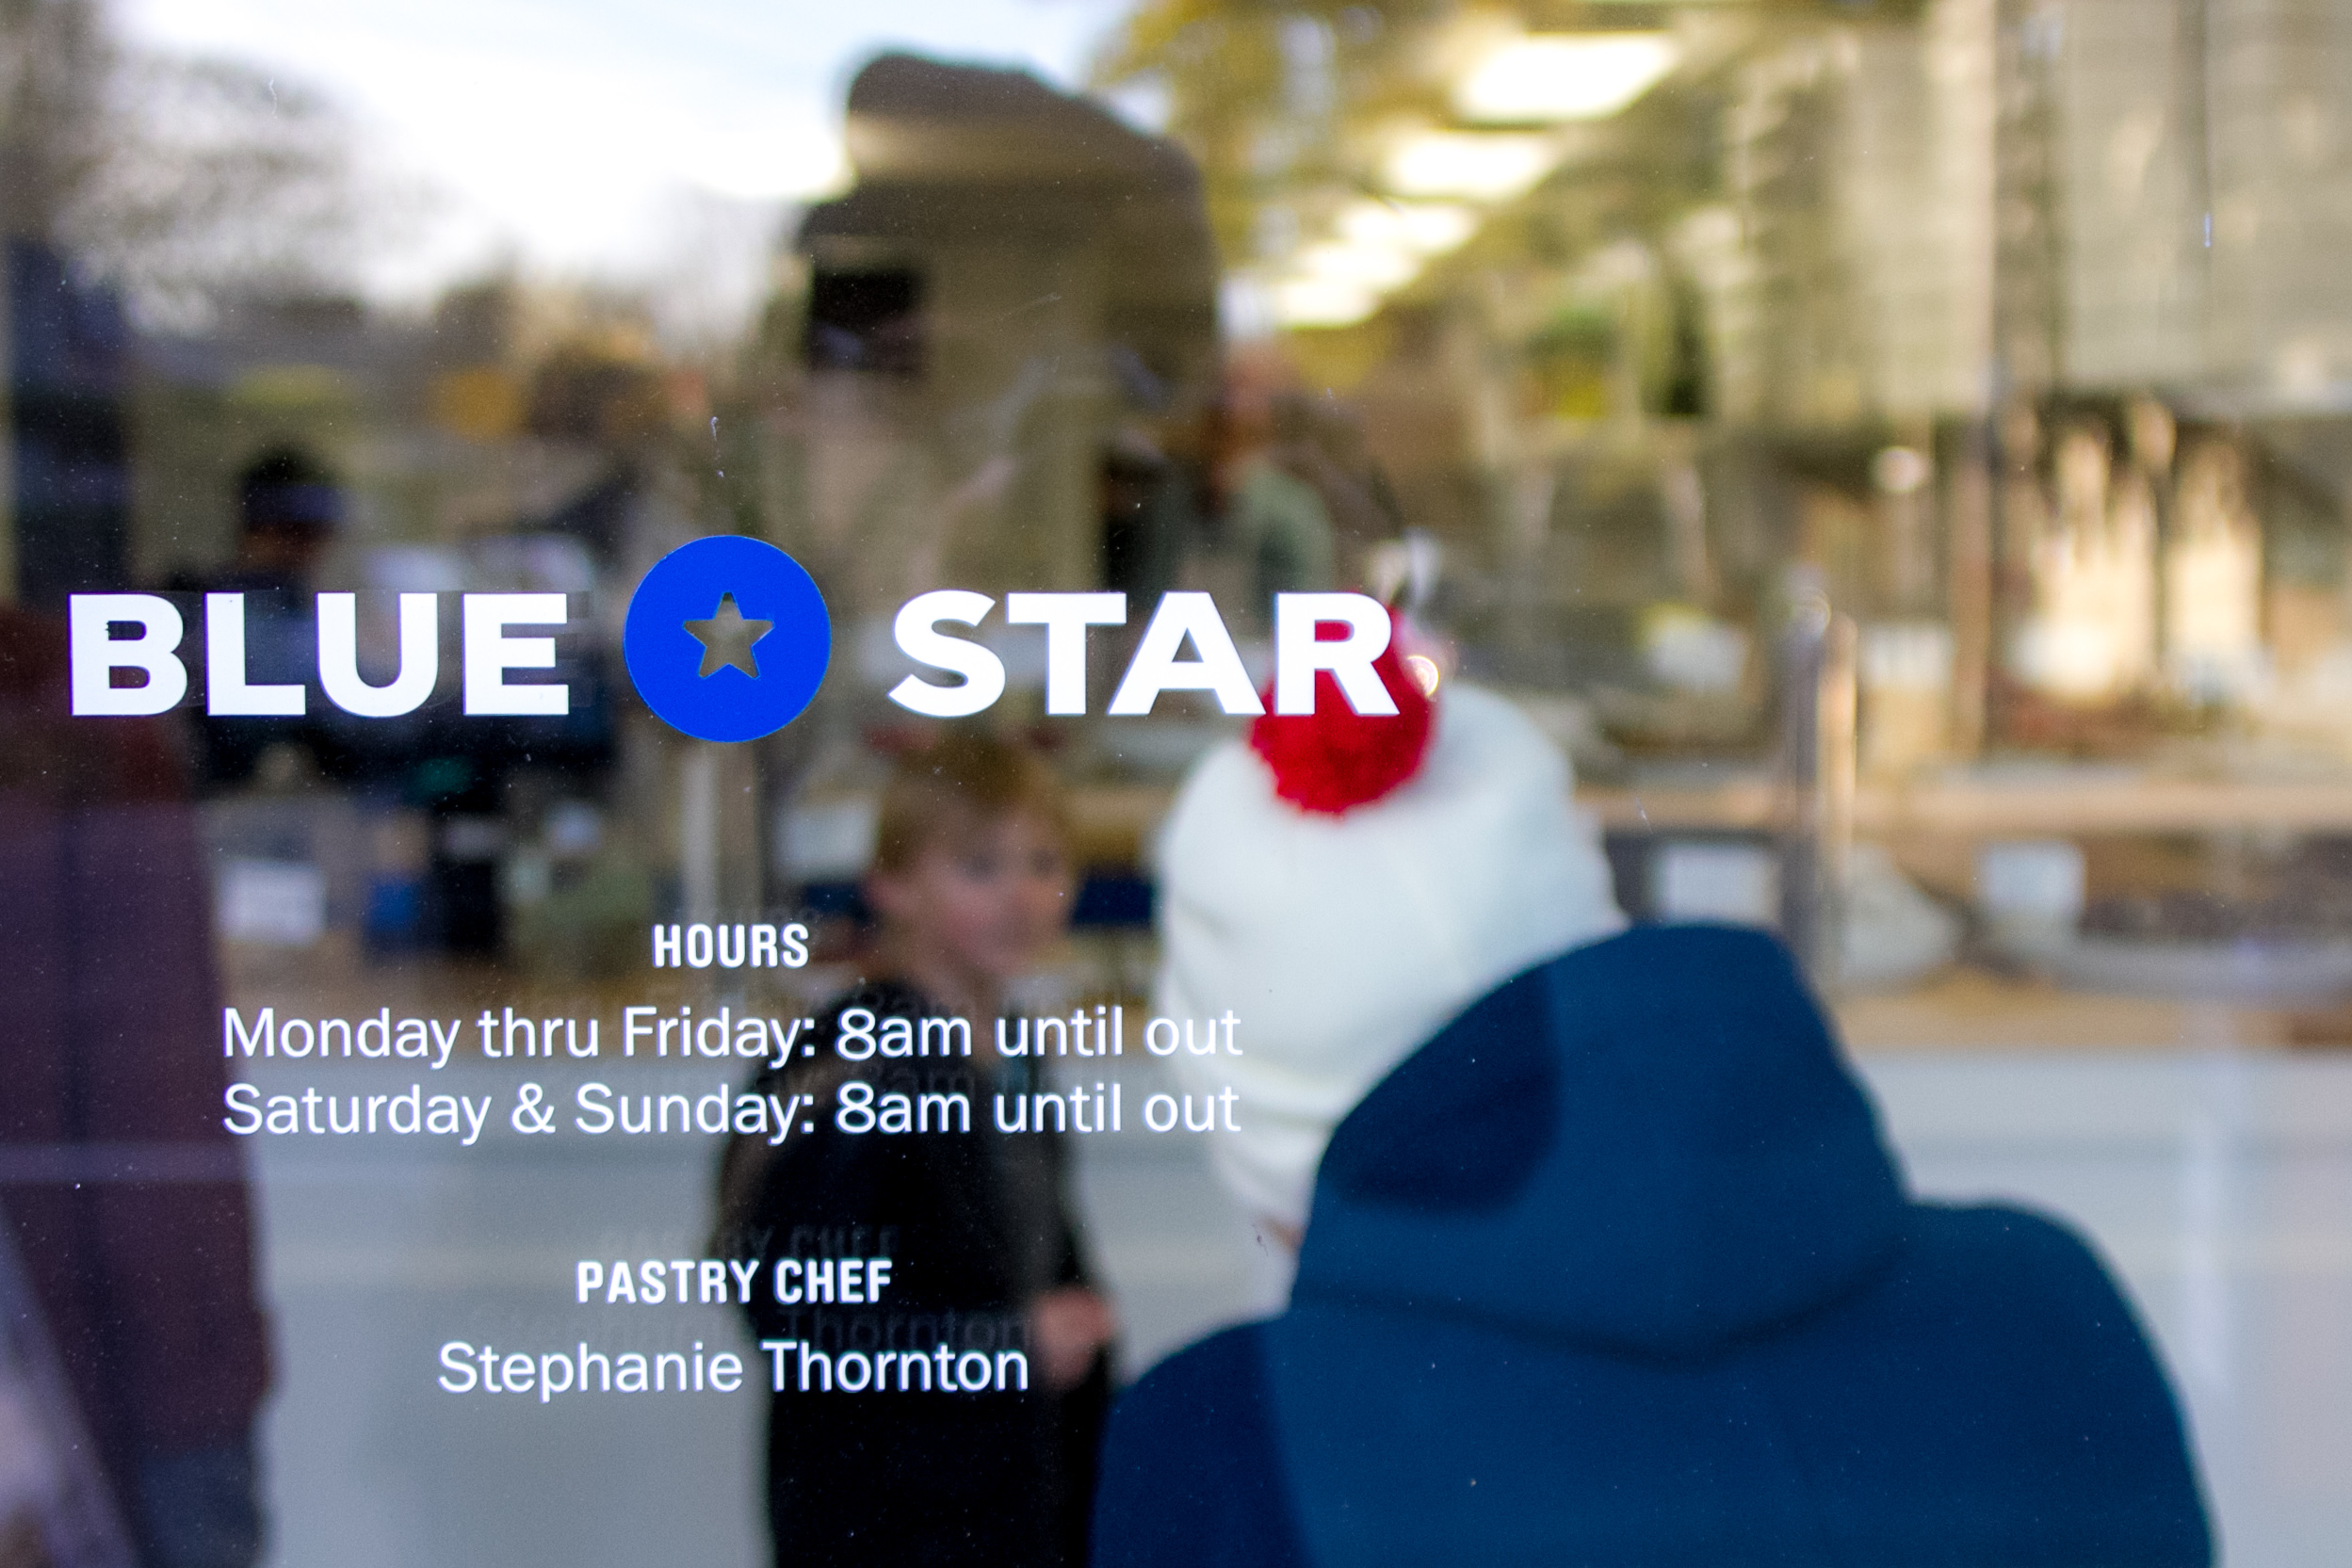 BLUE STAR
HOURS
Monday thru Friday: 8am until out
Saturday & Sunday: 8am until out
PASTRY CHEF
Stephanie Thornton